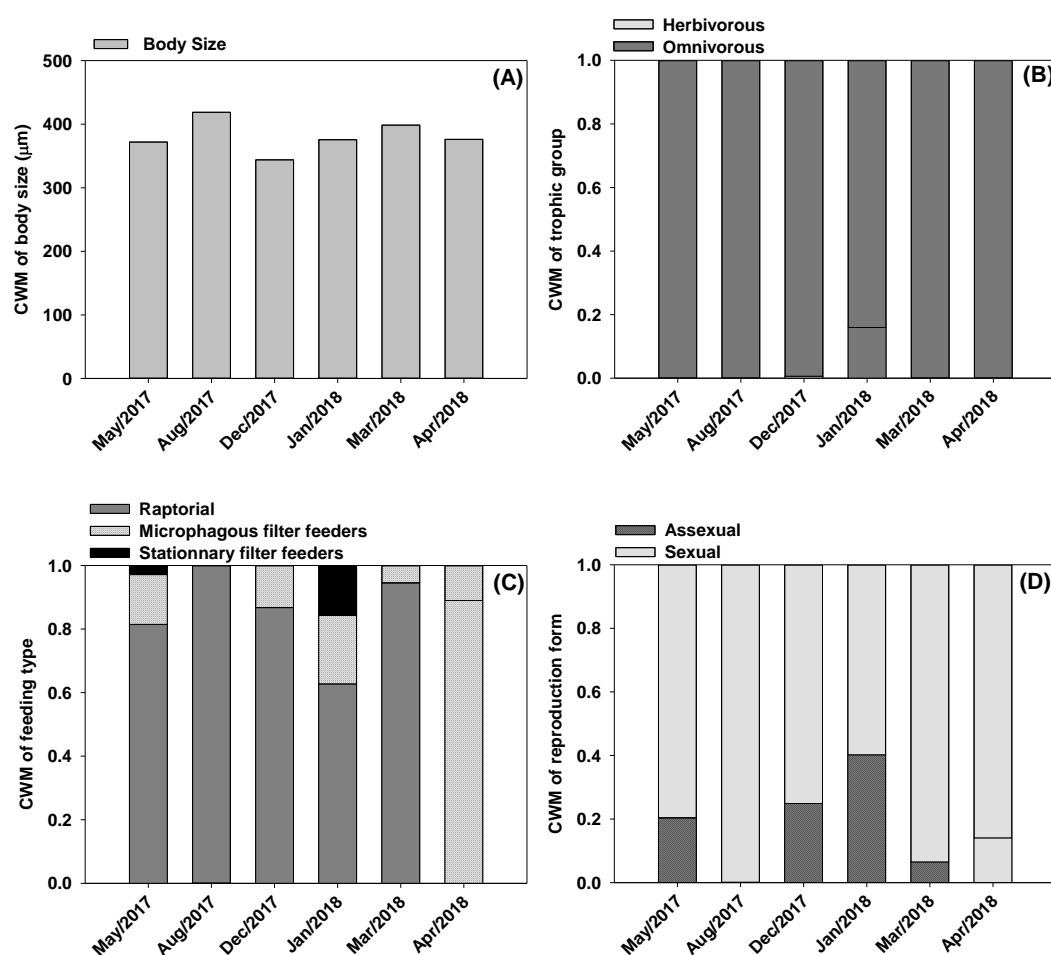 Body Size
(A)
CWM of body size (µm)
500
400
300
200
100
0
May/2017
Aug/2017
Dec/2017
Jan/2018
Mar/2018
Apr/2018
Herbivorous
Omnivorous
(B)
CWM of trophic group
1.0
0.8
0.6
0.4
0.2
0.0
May/2017
Aug/2017
Dec/2017
Jan/2018
Mar/2018
Apr/2018
Raptorial
Microphagous filter feeders
Stationnary filter feeders
(C)
CWM of feeding type
1.0
0.8
0.6
0.4
0.2
0.0
May/2017
Aug/2017
Dec/2017
Jan/2018
Mar/2018
Apr/2018
Assexual
Sexual
(D)
CWM of reproduction form
1.0
0.8
0.6
0.4
0.2
0.0
May/2017
Aug/2017
Dec/2017
Jan/2018
Mar/2018
Apr/2018